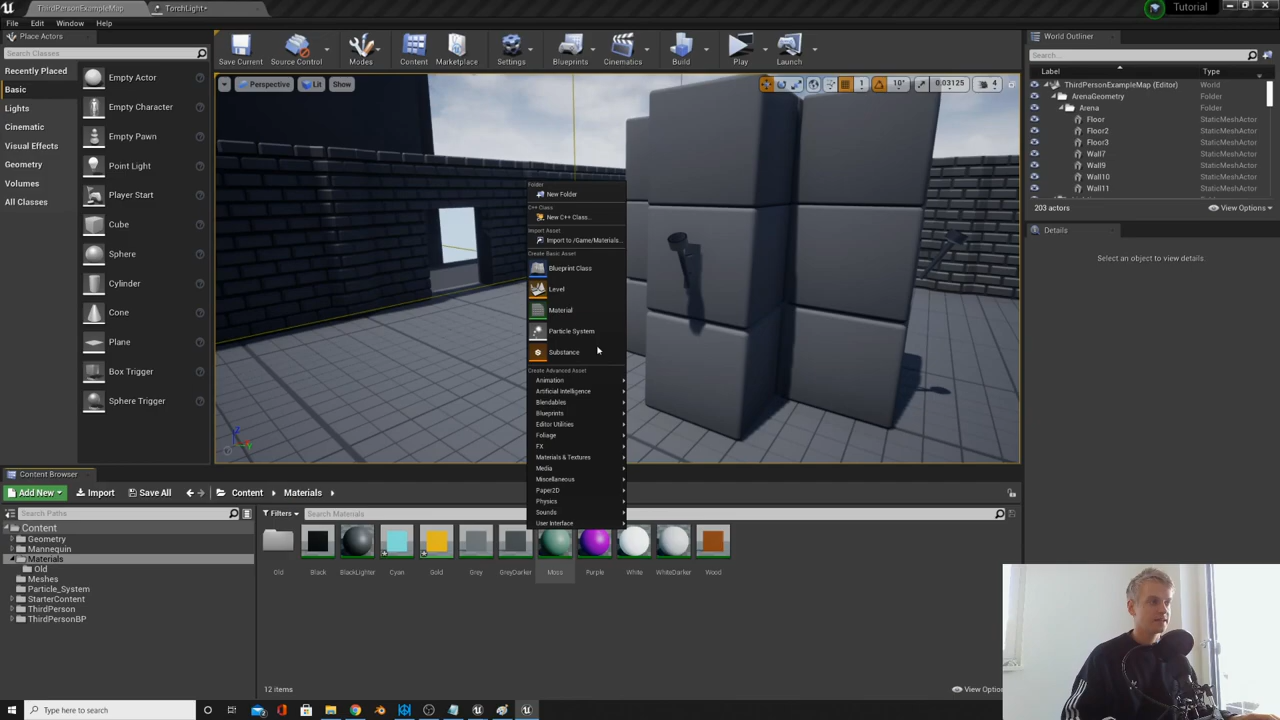 ThirdPersonExampleMap
TorchLight*
Tutorial
File Edit Window Help
Place Actors
Search Classes
Recently Placed
Basic
Lights
Cinematic
Visual Effects
Geometry
Volumes
All Classes
Empty Actor
Empty Character
Empty Pawn
Point Light
Player Start
Cube
Sphere
Cylinder
Cone
Plane
Box Trigger
Sphere Trigger
Save Current
Source Control
Modes
Content
Marketplace
Settings
Blueprints
Cinematics
Build
Play
Launch
Perspective
Lit
Show
1
10°
0.03125
4
Folder
New Folder
C++ Class
New C++ Class...
Import Asset
Import to /Game/Materials...
Create Basic Asset
Blueprint Class
Level
Material
Particle System
Substance
Create Advanced Asset
Animation
Artificial Intelligence
Blendables
Blueprints
Editor Utilities
Foliage
FX
Materials & Textures
Media
Miscellaneous
Paper2D
Physics
Sounds
User Interface
World Outliner
Search...
Label Type
ThirdPersonExampleMap (Editor) World
ArenaGeometry Folder
Arena Folder
Floor StaticMeshActor
Floor2 StaticMeshActor
Floor3 StaticMeshActor
Wall7 StaticMeshActor
Wall9 StaticMeshActor
Wall10 StaticMeshActor
Wall11 StaticMeshActor
203 actors
View Options
Details
Select an object to view details.
Content Browser
Add New
Import
Save All
Content
Materials
Search Paths
Filters
Search Materials
Content
Geometry
Mannequin
Materials
Old
Meshes
Particle_System
StarterContent
ThirdPerson
ThirdPersonBP
Old
Black
BlackLighter
Cyan
Gold
Grey
GreyDarker
Moss
Purple
White
WhiteDarker
Wood
12 items
View Optio
Type here to search